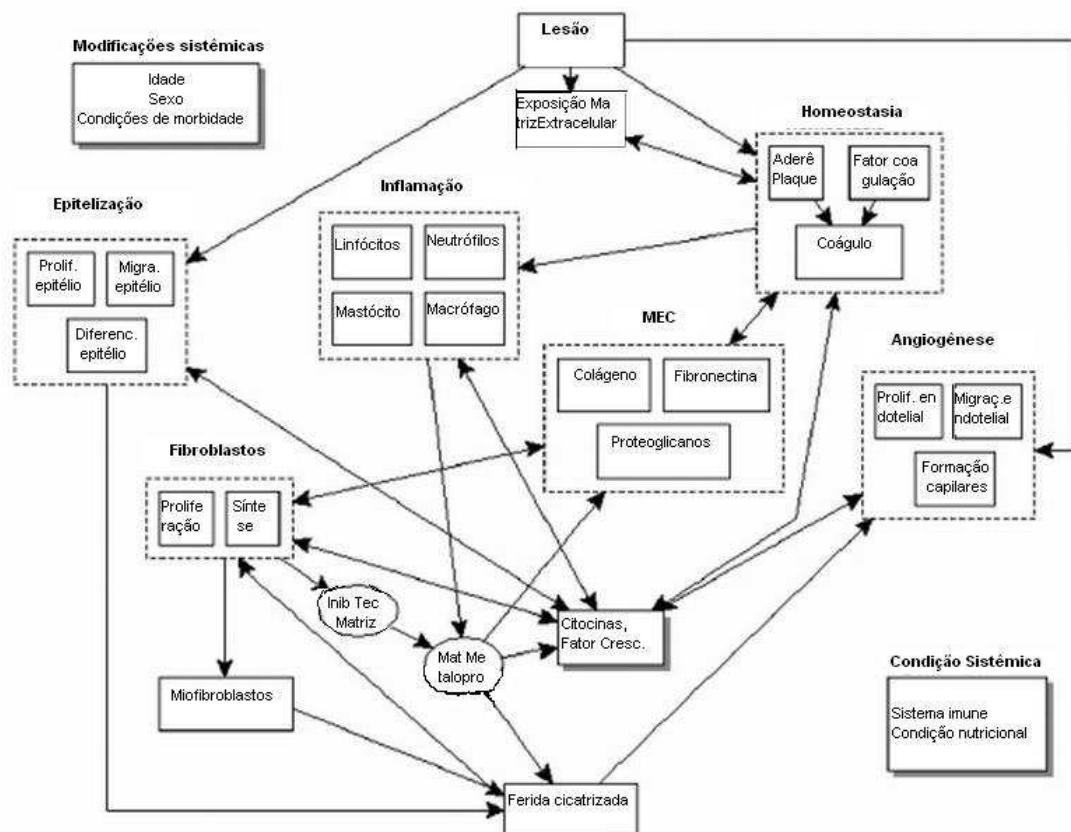 Lesão
Modificações sistémicas
Idade
Sexo
Condições de morbidade
Exposição Ma
trizExtracelular
Homeostasia
Aderê
Plaque
Fator coa
gulação
Coágulo
Inflamação
Linfócitos
Neutrófilos
Mastócito
Macrófago
Epitelização
Prolif.
epitélio
Migra.
epitélio
Diferenc.
epitélio
MEC
Colágeno
Fibronectina
Proteoglicanos
Angiogênese
Prolif. en
dotelial
Migraç.e
ndotelial
Formação
capilares
Fibroblastos
Prolife
ração
Sínte
se
Inib Tec
Matriz
Mat Me
talopro
Citocinas,
Fator Cresc.
Miofibroblastos
Condição Sistémica
Sistema imune
Condição nutricional
Ferida cicatrizada